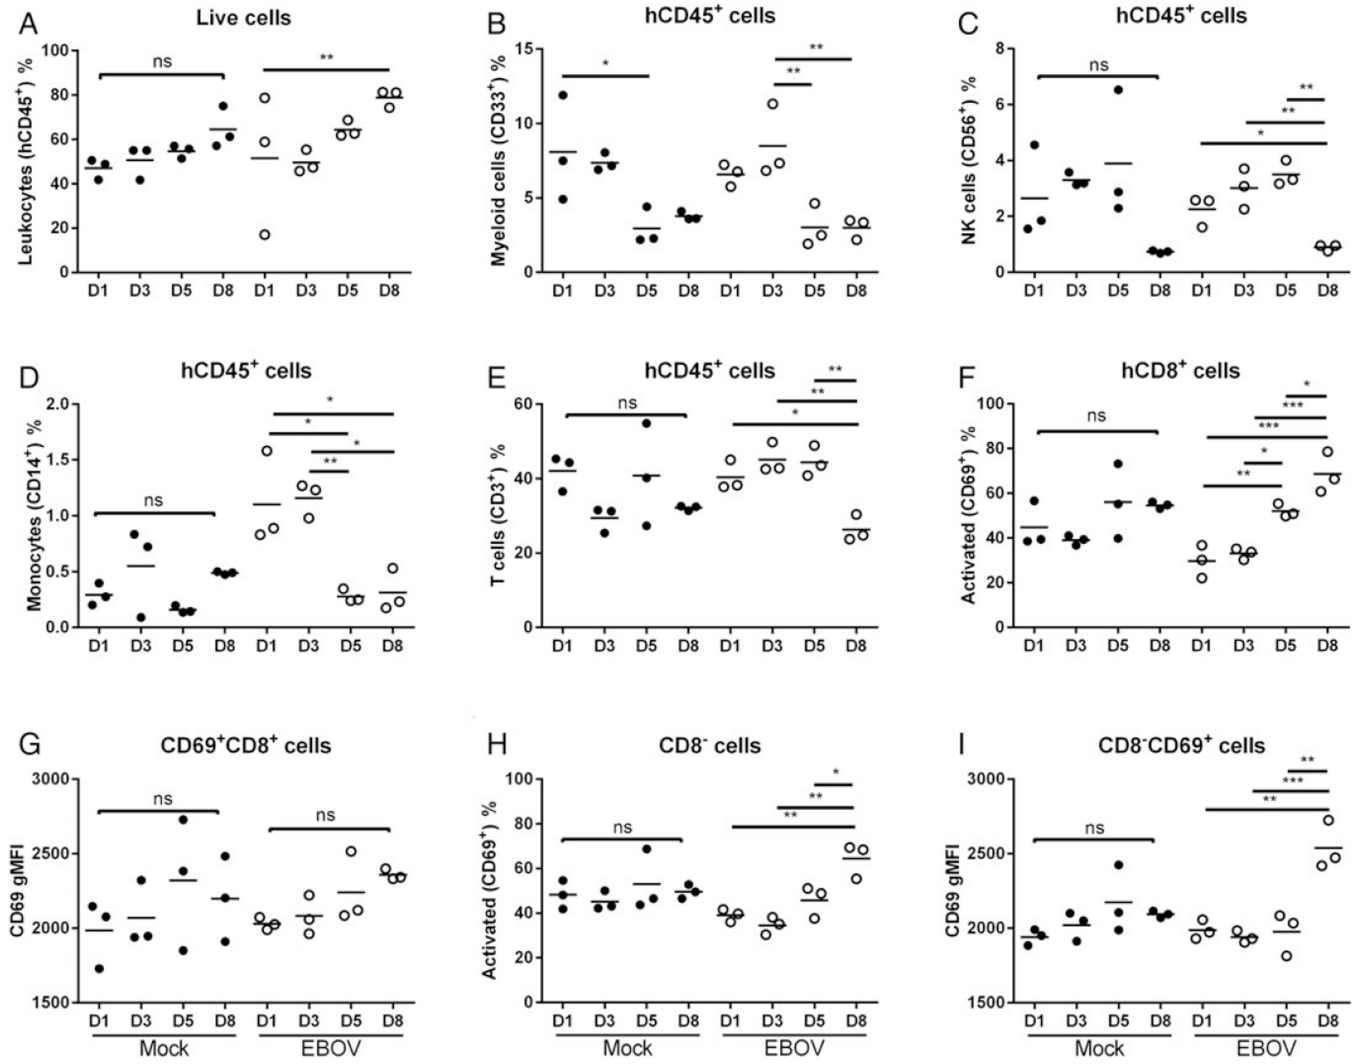 A
Live cells
Leukocytes (hCD45+) %
100
80
60
40
20
0
ns
**
D1 D3 D5 D8 D1 D3 D5 D8
B
hCD45+ cells
Myeloid cells (CD33+) %
15
10
5
0
*
**
**
D1 D3 D5 D8 D1 D3 D5 D8
C
hCD45+ cells
NK cells (CD56+) %
8
6
4
2
0
ns
**
**
*
D1 D3 D5 D8 D1 D3 D5 D8
D
hCD45+ cells
Monocytes (CD14+) %
2.0
1.5
1.0
0.5
0.0
ns
*
*
*
**
D1 D3 D5 D8 D1 D3 D5 D8
E
hCD45+ cells
T cells (CD3+) %
60
40
20
0
ns
**
**
*
D1 D3 D5 D8 D1 D3 D5 D8
F
hCD8+ cells
Activated (CD69+) %
100
80
60
40
20
0
ns
*
***
***
*
**
D1 D3 D5 D8 D1 D3 D5 D8
G
CD69+CD8+ cells
CD69 gMFI
3000
2500
2000
1500
ns
ns
D1 D3 D5 D8 D1 D3 D5 D8
Mock EBOV
H
CD8- cells
Activated (CD69+) %
100
80
60
40
20
0
ns
*
**
**
D1 D3 D5 D8 D1 D3 D5 D8
Mock EBOV
I
CD8-CD69+ cells
CD69 gMFI
3000
2500
2000
1500
ns
**
***
**
D1 D3 D5 D8 D1 D3 D5 D8
Mock EBOV